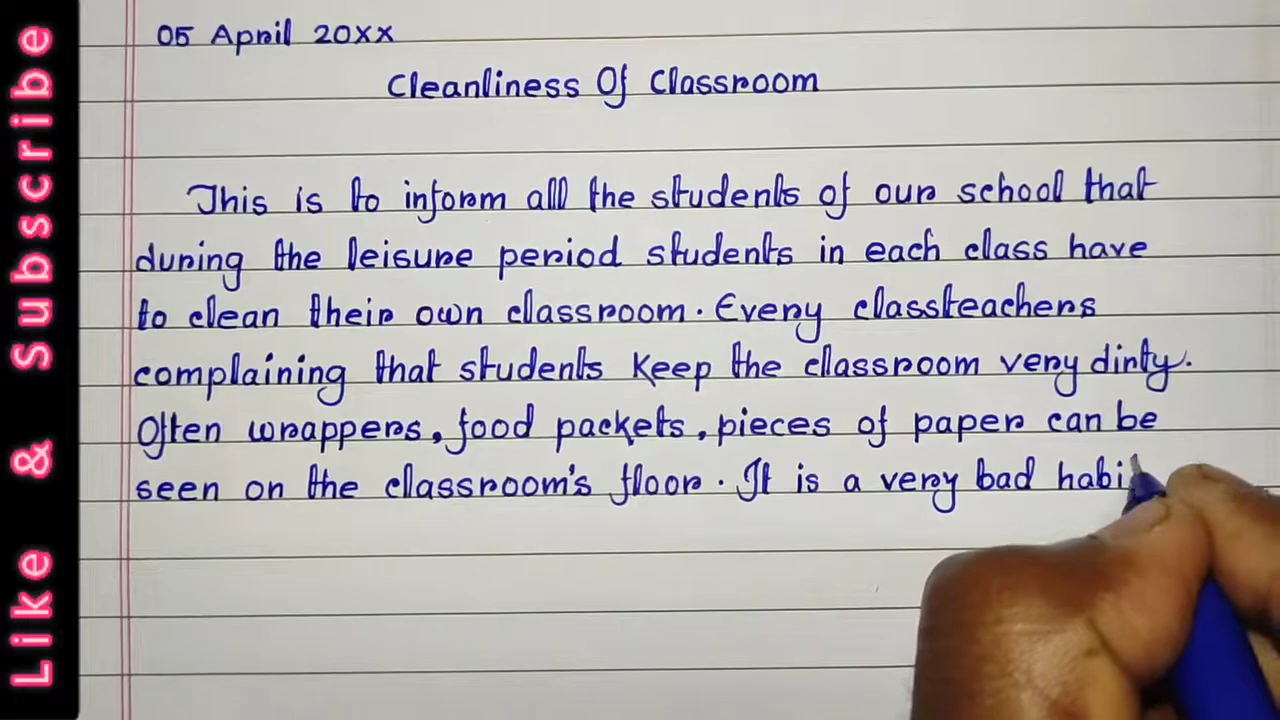 Like & Subscribe
05 April 20XX
Cleanliness Of Classroom
This is to inform all the students of our school that
during the leisure period students in each class have
to clean their own classroom. Every classteachers
complaining that students keep the classroom very dirty.
Often wrappers, food packets, pieces of paper can be
seen on the classroom's floor. It is a very bad habi